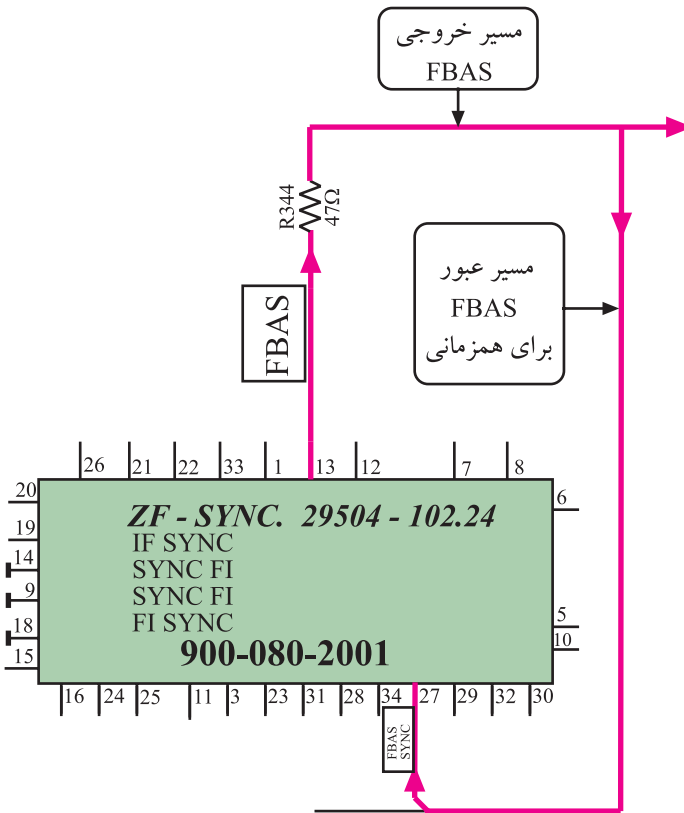 مسیر خروجی
FBAS
R344
47Ω
مسیر عبور
FBAS
برای همزمانی
FBAS
26 21 22 33 1 13 12 7 8
20
19
14
9
18
15
6
5
10
ZF - SYNC. 29504 - 102.24
IF SYNC
SYNC FI
SYNC FI
FI SYNC
900-080-2001
16 24 25 11 3 23 31 28 34 27 29 32 30
FBAS
SYNC